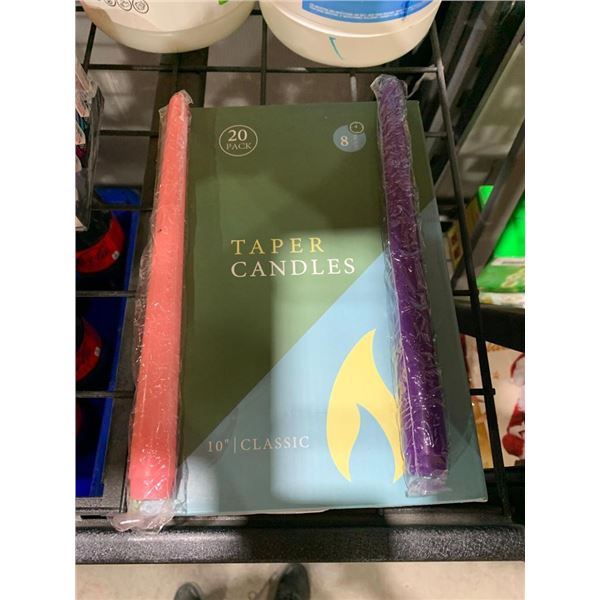 20
PACK
8
TAPER
CANDLES
10" | CLASSIC